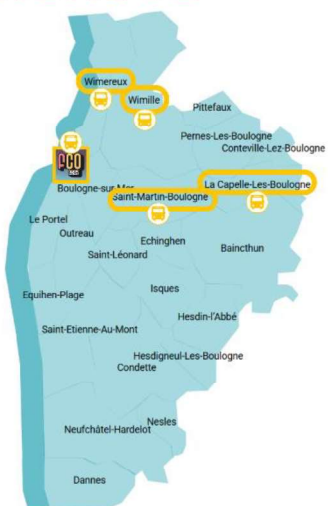 Wimereux
Wimille
Pittefaux
Pernes-Les-Boulogne
Conteville-Lez-Boulogne
La Capelle-Les-Boulogne
Boulogne-sur-Mer
Saint-Martin-Boulogne
Le Portel
Outreau
Echinghen
Baincthun
Saint-Léonard
Isques
Equihen-Plage
Hesdin-l'Abbé
Saint-Etienne-Au-Mont
Hesdigneul-Les-Boulogne
Condette
Nesles
Neufchâtel-Hardelot
Dannes